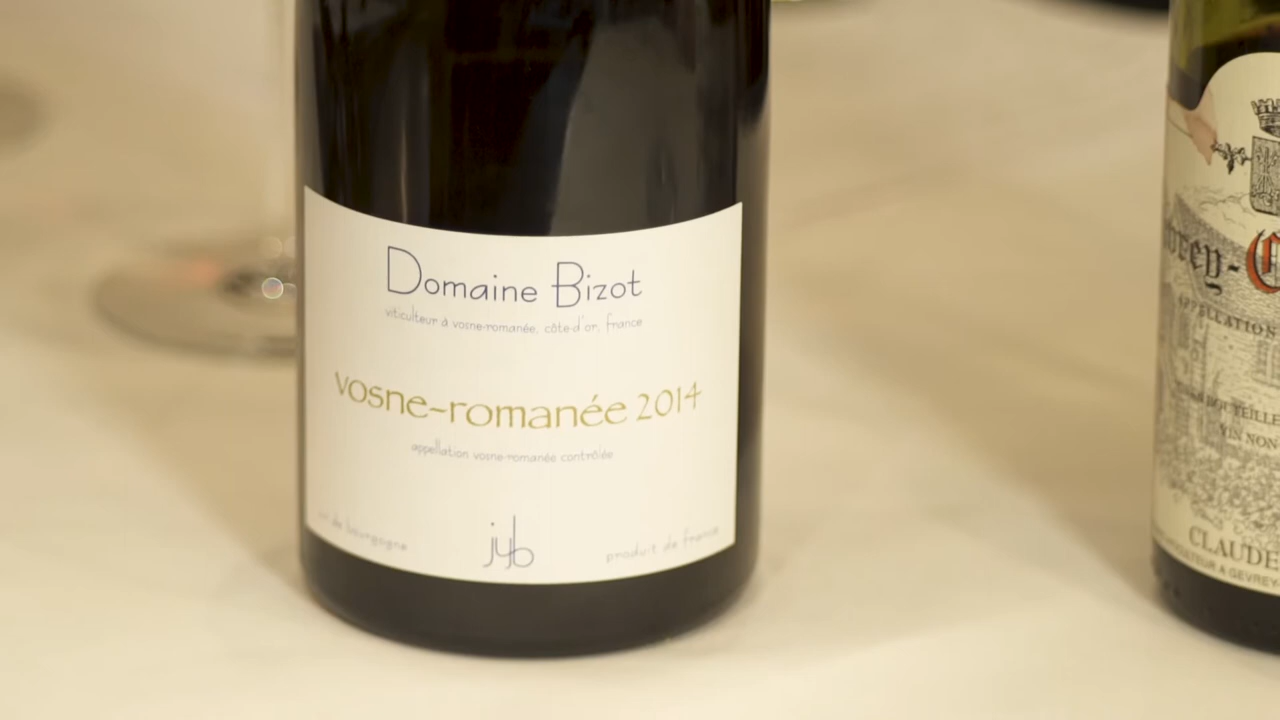 Domaine Bizot
viticulteur à vosne-romanée, côte-d'or, france
vosne-romanée 2014
appellation vosne-romanée contrôlée
de bourgogne
jyb
produit de france
APPELLATION
VIN NON
CLAUDE
A GEVREY-